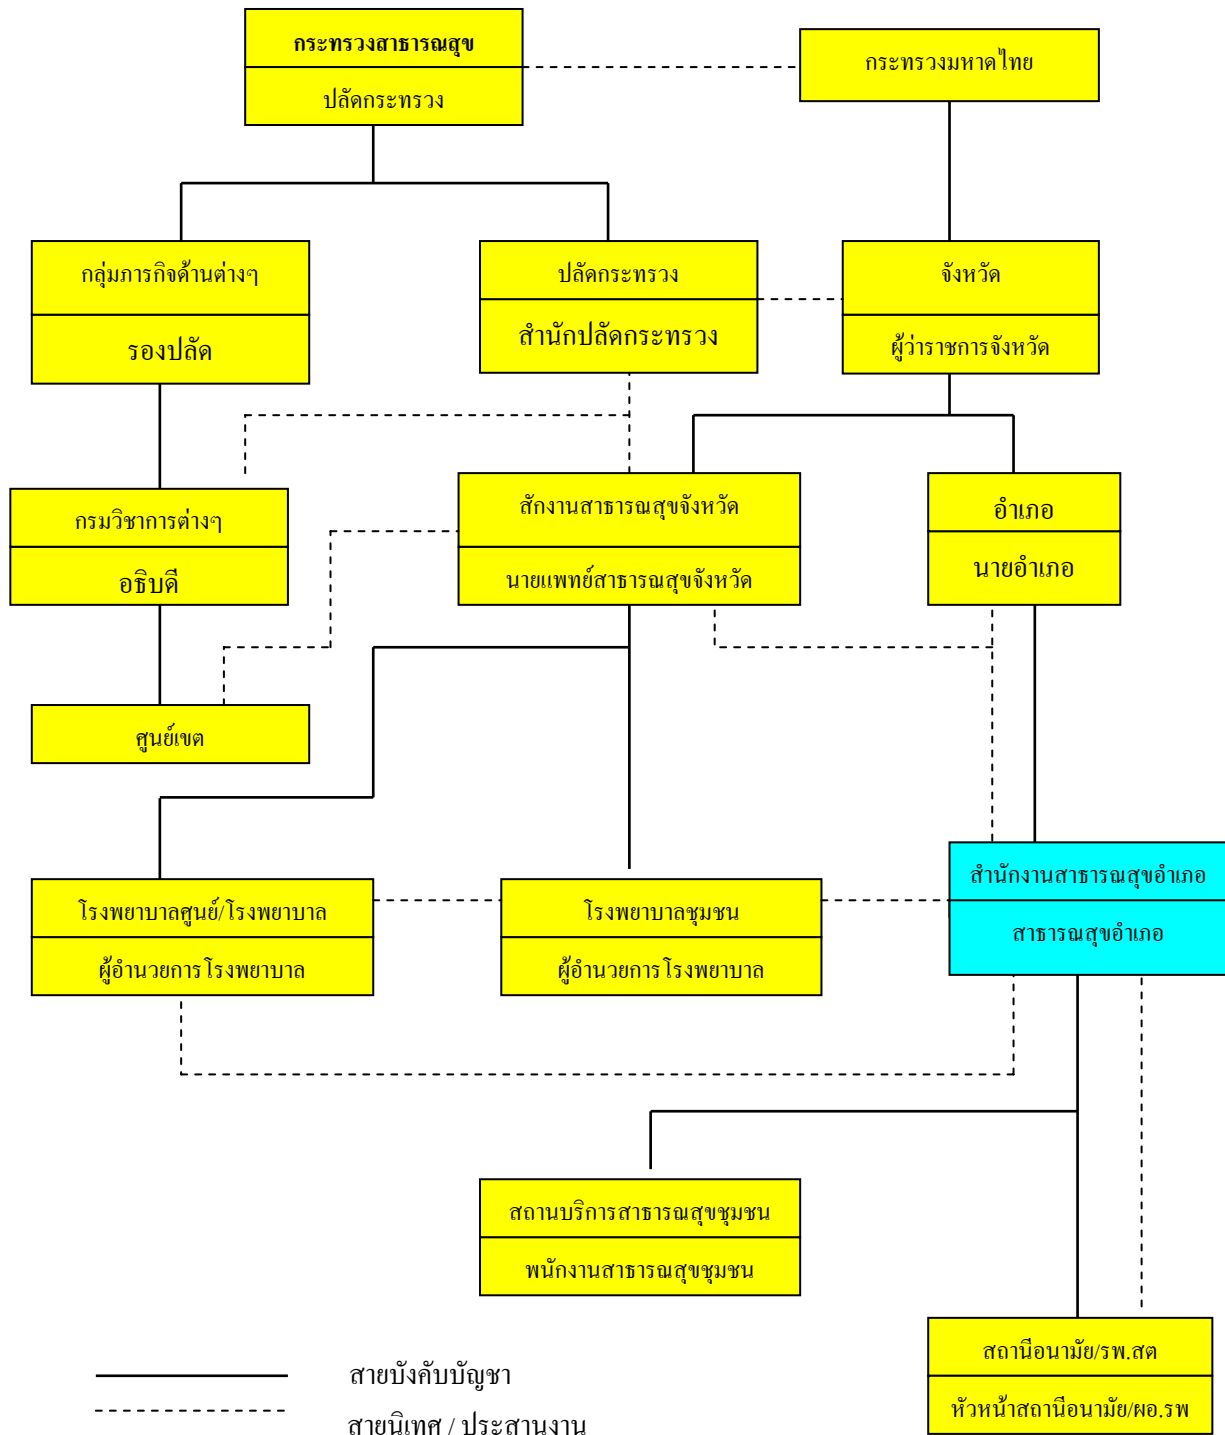 กระทรวงสาธารณสุข
ปลัดกระทรวง
กระทรวงมหาดไทย
กลุ่มภารกิจด้านต่างๆ
รองปลัด
ปลัดกระทรวง
สำนักปลัดกระทรวง
จังหวัด
ผู้ว่าราชการจังหวัด
กรมวิชาการต่างๆ
อธิบดี
สักงานสาธารณสุขจังหวัด
นายแพทย์สาธารณสุขจังหวัด
อำเภอ
นายอำเภอ
ศูนย์เขต
โรงพยาบาลศูนย์/โรงพยาบาล
ผู้อำนวยการโรงพยาบาล
โรงพยาบาลชุมชน
ผู้อำนวยการโรงพยาบาล
สำนักงานสาธารณสุขอำเภอ
สาธารณสุขอำเภอ
สถานบริการสาธารณสุขชุมชน
พนักงานสาธารณสุขชุมชน
สถานีอนามัย/รพ.สต
หัวหน้าสถานีอนามัย/ผอ.รพ
สายบังคับบัญชา
สายนิเทศ / ประสานงาน